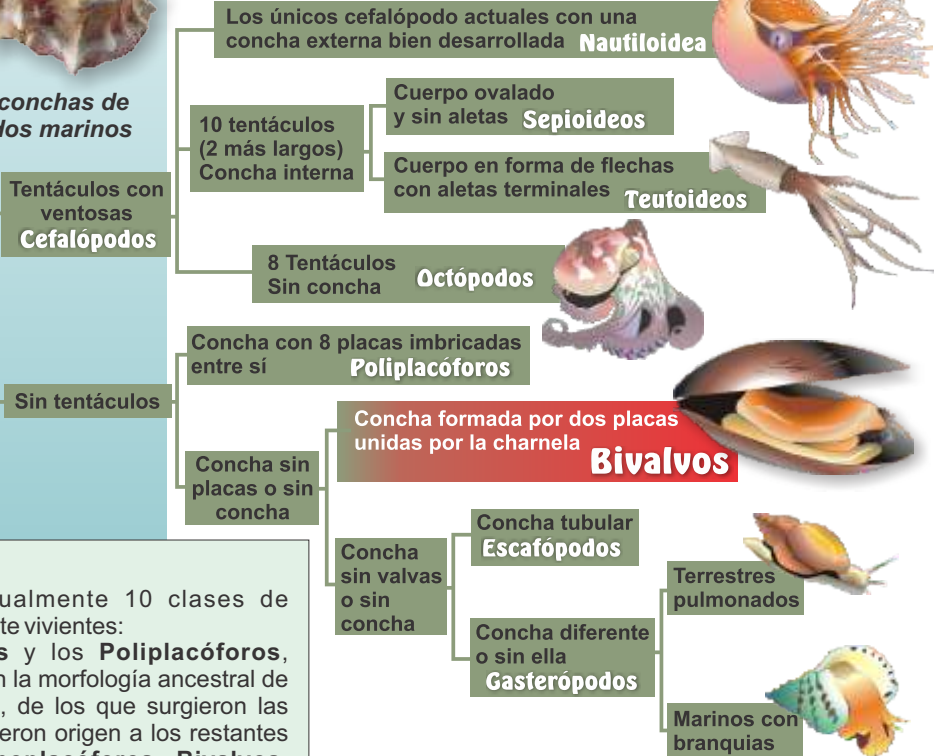 Los únicos cefalópodo actuales con una
concha externa bien desarrollada Nautiloidea
conchas de
dos marinos
10 tentáculos
(2 más largos)
Concha interna
Cuerpo ovalado
y sin aletas Sepioideos
Cuerpo en forma de flechas
con aletas terminales Teutoideos
Tentáculos con
ventosas
Cefalópodos
8 Tentáculos
Sin concha Octópodos
Sin tentáculos
Concha con 8 placas imbricadas
entre sí Poliplacóforos
Concha formada por dos placas
unidas por la charnela
Bivalvos
Concha sin
placas o sin
concha
Concha
sin valvas
o sin
concha
Concha tubular
Escafópodos
Concha diferente
o sin ella
Gasterópodos
Terrestres
pulmonados
Marinos con
branquias
ualmente 10 clases de
te vivientes:
s y los Poliplacóforos,
n la morfología ancestral de
, de los que surgieron las
eron origen a los restantes
Bivalvos,